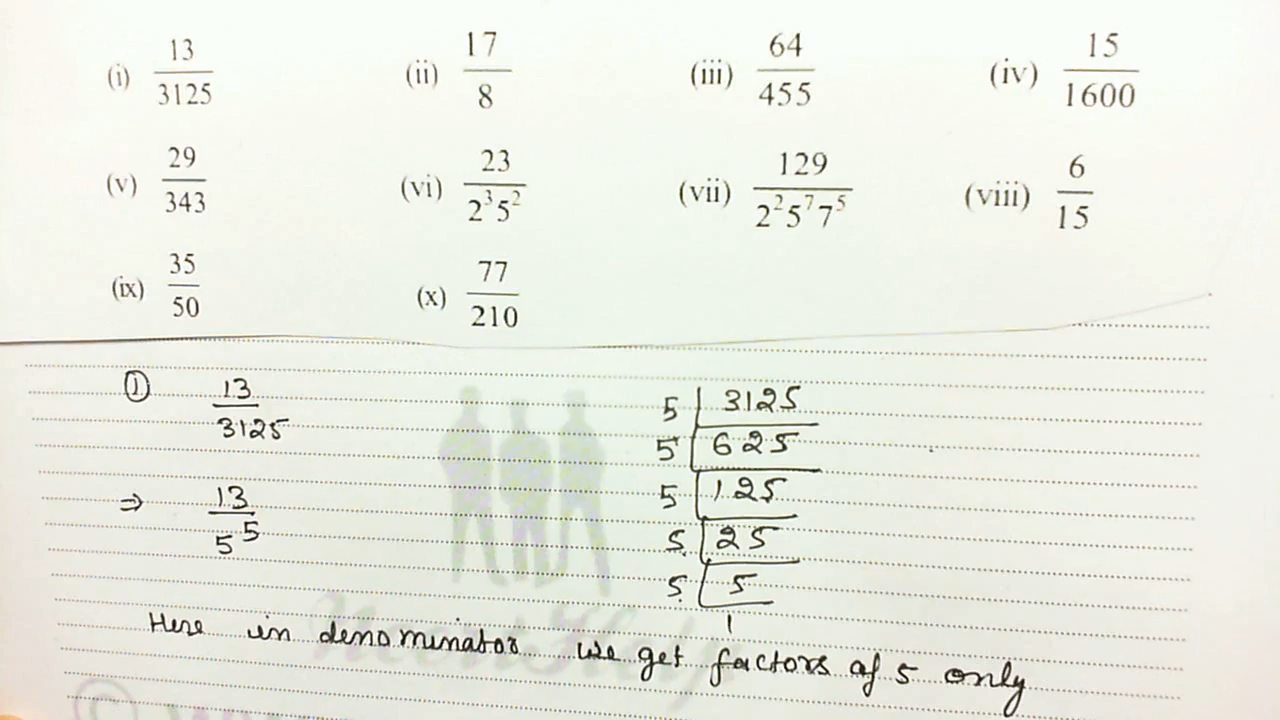 (i) 13/3125 (ii) 17/8 (iii) 64/455 (iv) 15/1600
(v) 29/343 (vi) 23/2³5² (vii) 129/2²5⁷7⁵ (viii) 6/15
(ix) 35/50 (x) 77/210
① 13/3125
⇒ 13/5⁵
5 | 3125
5 | 625
5 | 125
5 | 25
5 | 5
1
Here in denominator we get factors of 5 only